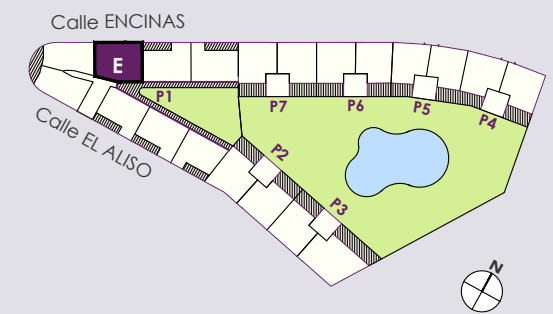 Calle ENCINAS
E
P1
Calle EL ALISO
P7
P6
P5
P4
P2
P3
N